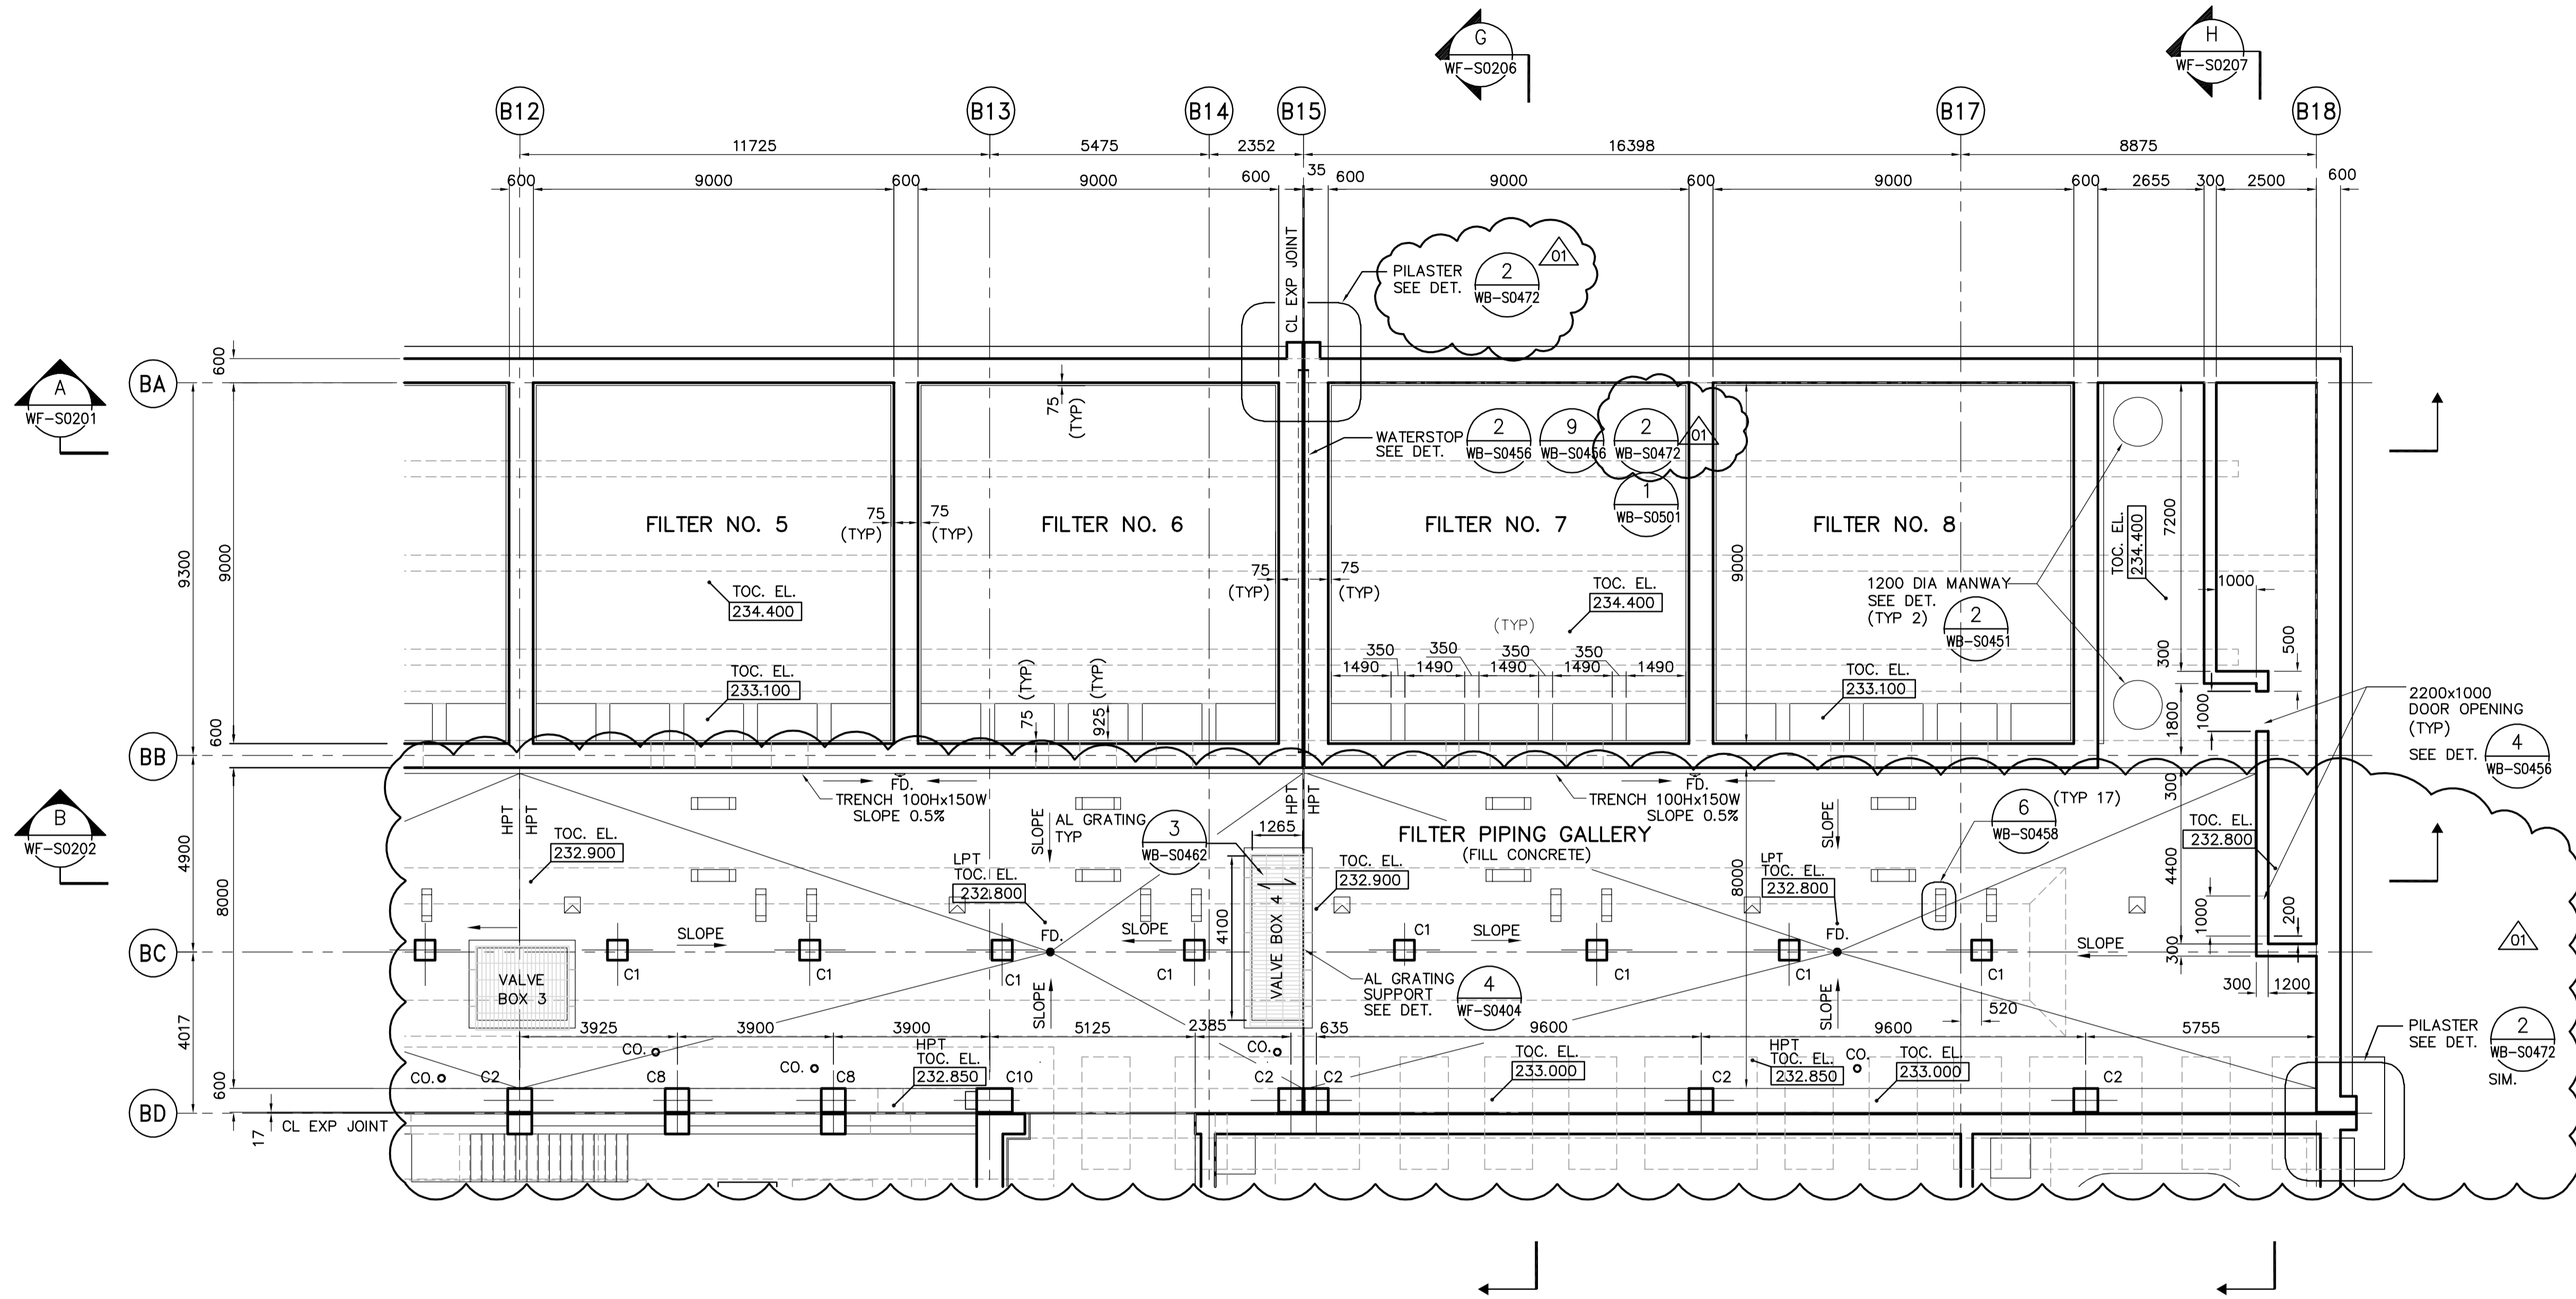 G
WF-S0206
H
WF-S0207
B12
B13
B14
B15
B17
B18
11725
5475
2352
16398
8875
600
9000
600
9000
600
35
600
9000
600
9000
600
2655
300
2500
600
CL EXP JOINT
PILASTER
SEE DET.
2
WB-S0472
01
A
WF-S0201
BA
600
9300
9000
600
75
(TYP)
WATERSTOP
SEE DET.
2
WB-S0456
9
WB-S0456
2
WB-S0472
01
1
WB-S0501
FILTER NO. 5
75
(TYP)
75
(TYP)
FILTER NO. 6
FILTER NO. 7
FILTER NO. 8
75
(TYP)
75
(TYP)
9000
TOC. EL.
234.400
TOC. EL.
234.400
(TYP)
350
350
350
350
1490
1490
1490
1490
1490
TOC. EL.
233.100
75 (TYP)
925 (TYP)
TOC. EL.
233.100
1200 DIA MANWAY
SEE DET.
(TYP 2)
2
WB-S0451
TOC. EL.
234.400
7200
1000
300
500
1800
1000
2200x1000
DOOR OPENING
(TYP)
SEE DET.
4
WB-S0456
BB
B
WF-S0202
4900
8000
HPT
HPT
TOC. EL.
232.900
FD.
TRENCH 100Hx150W
SLOPE 0.5%
SLOPE
AL GRATING
TYP
3
WB-S0462
LPT
TOC. EL.
232.800
1265
HPT
HPT
4100
VALVE BOX 4
FD.
TRENCH 100Hx150W
SLOPE 0.5%
FILTER PIPING GALLERY
(FILL CONCRETE)
TOC. EL.
232.900
8000
LPT
TOC. EL.
232.800
SLOPE
6
WB-S0458
(TYP 17)
300
TOC. EL.
232.800
4400
1000
200
300
300
1200
01
BC
SLOPE
C1
C1
C1
FD.
SLOPE
C1
C1
SLOPE
C1
FD.
C1
C1
SLOPE
VALVE
BOX 3
AL GRATING
SUPPORT
SEE DET.
4
WF-S0404
SLOPE
SLOPE
520
4017
3925
3900
3900
5125
2385
635
9600
9600
5755
CO.
CO.
CO.
HPT
TOC. EL.
232.850
CO.
TOC. EL.
233.000
HPT
TOC. EL.
232.850
CO.
TOC. EL.
233.000
PILASTER
SEE DET.
2
WB-S0472
SIM.
600
C2
C8
C8
C10
C2
C2
C2
C2
BD
17
CL EXP JOINT